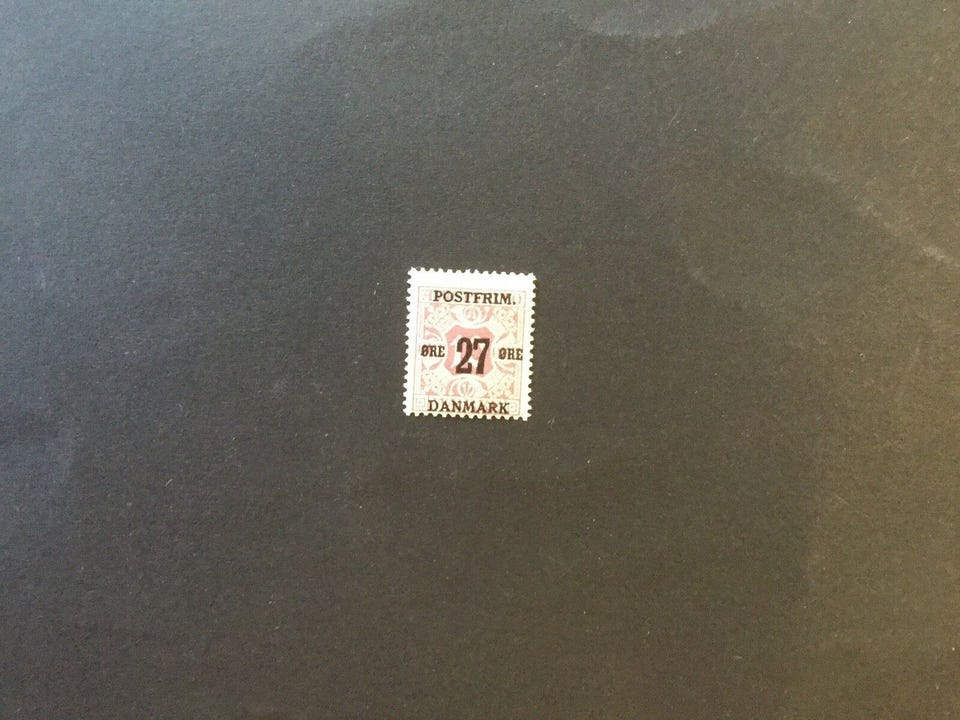 POSTFRIM.
ØRE 27 ØRE
DANMARK